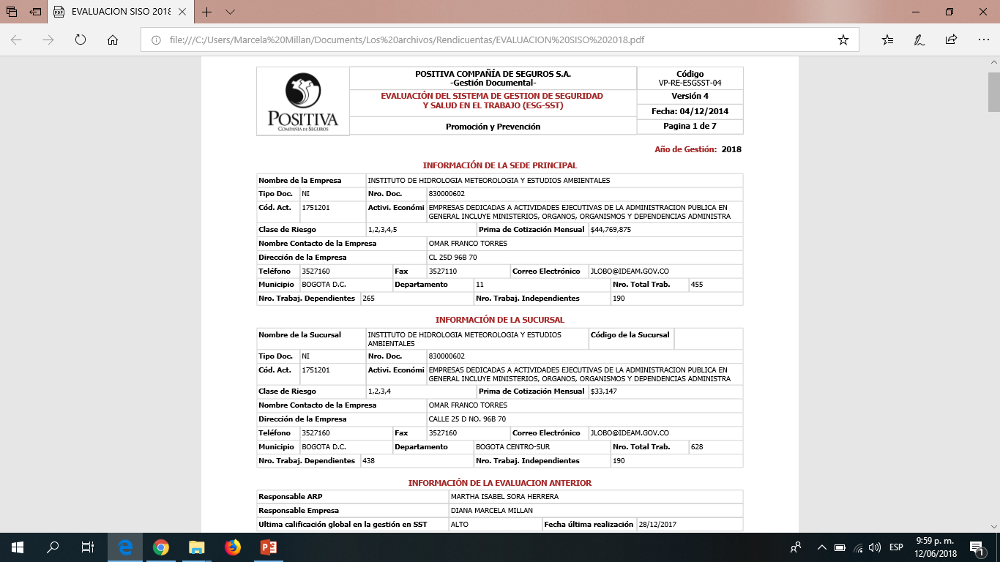 EVALUACION SISO 2018
file:///C:/Users/Marcela%20Millan/Documents/Los%20archivos/Rendicuentas/EVALUACION%20SISO%202018.pdf
POSITIVA
COMPAÑÍA DE SEGUROS
POSITIVA COMPAÑÍA DE SEGUROS S.A.
-Gestión Documental-
EVALUACIÓN DEL SISTEMA DE GESTION DE SEGURIDAD
Y SALUD EN EL TRABAJO (ESG-SST)
Promoción y Prevención
Código
VP-RE-ESGSST-04
Versión 4
Fecha: 04/12/2014
Pagina 1 de 7
Año de Gestión: 2018
INFORMACIÓN DE LA SEDE PRINCIPAL
Nombre de la Empresa INSTITUTO DE HIDROLOGIA METEOROLOGIA Y ESTUDIOS AMBIENTALES
Tipo Doc. NI Nro. Doc. 830000602
Cód. Act. 1751201 Activi. Económi EMPRESAS DEDICADAS A ACTIVIDADES EJECUTIVAS DE LA ADMINISTRACION PUBLICA EN
GENERAL INCLUYE MINISTERIOS, ORGANOS, ORGANISMOS Y DEPENDENCIAS ADMINISTRA
Clase de Riesgo 1,2,3,4,5 Prima de Cotización Mensual $44,769,875
Nombre Contacto de la Empresa OMAR FRANCO TORRES
Dirección de la Empresa CL 25D 96B 70
Teléfono 3527160 Fax 3527110 Correo Electrónico JLOBO@IDEAM.GOV.CO
Municipio BOGOTA D.C. Departamento 11 Nro. Total Trab. 455
Nro. Trabaj. Dependientes 265 Nro. Trabaj. Independientes 190
INFORMACIÓN DE LA SUCURSAL
Nombre de la Sucursal INSTITUTO DE HIDROLOGIA METEOROLOGIA Y ESTUDIOS Código de la Sucursal
AMBIENTALES
Tipo Doc. NI Nro. Doc. 830000602
Cód. Act. 1751201 Activi. Económi EMPRESAS DEDICADAS A ACTIVIDADES EJECUTIVAS DE LA ADMINISTRACION PUBLICA EN
GENERAL INCLUYE MINISTERIOS, ORGANOS, ORGANISMOS Y DEPENDENCIAS ADMINISTRA
Clase de Riesgo 1,2,3,4 Prima de Cotización Mensual $33,147
Nombre Contacto de la Empresa OMAR FRANCO TORRES
Dirección de la Empresa CALLE 25 D NO. 96B 70
Teléfono 3527160 Fax 3527160 Correo Electrónico JLOBO@IDEAM.GOV.CO
Municipio BOGOTA D.C. Departamento BOGOTA CENTRO-SUR Nro. Total Trab. 628
Nro. Trabaj. Dependientes 438 Nro. Trabaj. Independientes 190
INFORMACIÓN DE LA EVALUACION ANTERIOR
Responsable ARP MARTHA ISABEL SORA HERRERA
Responsable Empresa DIANA MARCELA MILLAN
Ultima calificación global en la gestión en SST ALTO Fecha última realización 28/12/2017
ESP
9:59 p. m.
12/06/2018
1